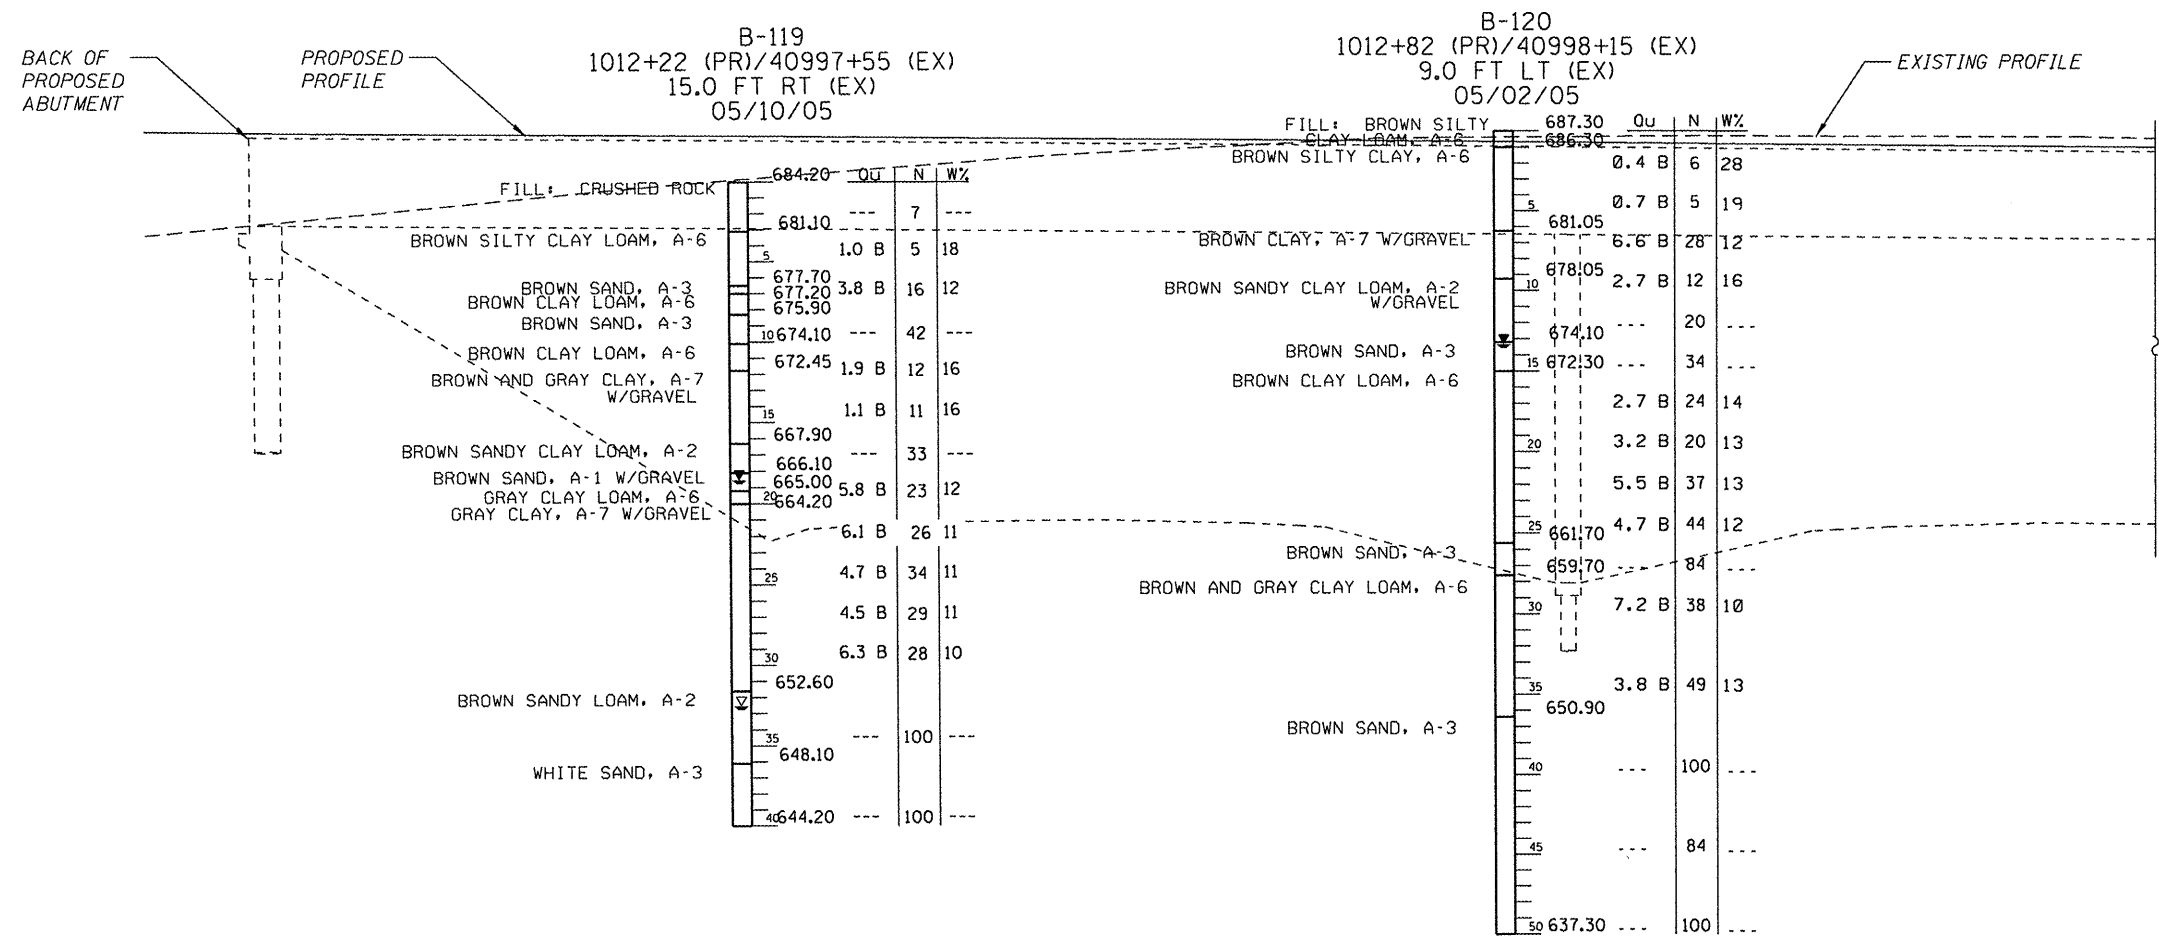 BACK OF
PROPOSED
ABUTMENT
PROPOSED
PROFILE
B-119
1012+22 (PR)/40997+55 (EX)
15.0 FT RT (EX)
05/10/05
B-120
1012+82 (PR)/40998+15 (EX)
9.0 FT LT (EX)
05/02/05
EXISTING PROFILE
684.20 Qu N W%
FILL: CRUSHED ROCK
--- 7 ---
681.10
BROWN SILTY CLAY LOAM, A-6
1.0 B 5 18
5
677.70
BROWN SAND, A-3
677.20 3.8 B 16 12
BROWN CLAY LOAM, A-6
675.90
BROWN SAND, A-3
10 674.10 --- 42 ---
BROWN CLAY LOAM, A-6
672.45 1.9 B 12 16
BROWN AND GRAY CLAY, A-7
W/GRAVEL
15 1.1 B 11 16
667.90
BROWN SANDY CLAY LOAM, A-2
--- 33 ---
666.10
BROWN SAND, A-1 W/GRAVEL
665.00 5.8 B 23 12
GRAY CLAY LOAM, A-6
20 664.20
GRAY CLAY, A-7 W/GRAVEL
6.1 B 26 11
25 4.7 B 34 11
4.5 B 29 11
30 6.3 B 28 10
652.60
BROWN SANDY LOAM, A-2
35 --- 100 ---
648.10
WHITE SAND, A-3
40 644.20 --- 100 ---
FILL: BROWN SILTY
CLAY LOAM, A-6
687.30 Qu N W%
686.30
BROWN SILTY CLAY, A-6
0.4 B 6 28
5 0.7 B 5 19
681.05
BROWN CLAY, A-7 W/GRAVEL
6.6 B 28 12
678.05
10 2.7 B 12 16
BROWN SANDY CLAY LOAM, A-2
W/GRAVEL
--- 20 ---
674.10
BROWN SAND, A-3
15 672.30 --- 34 ---
BROWN CLAY LOAM, A-6
2.7 B 24 14
20 3.2 B 20 13
5.5 B 37 13
25 4.7 B 44 12
661.70
BROWN SAND, A-3
659.70 --- 84 ---
BROWN AND GRAY CLAY LOAM, A-6
30 7.2 B 38 10
35 3.8 B 49 13
650.90
BROWN SAND, A-3
40 --- 100 ---
45 --- 84 ---
50 637.30 --- 100 ---